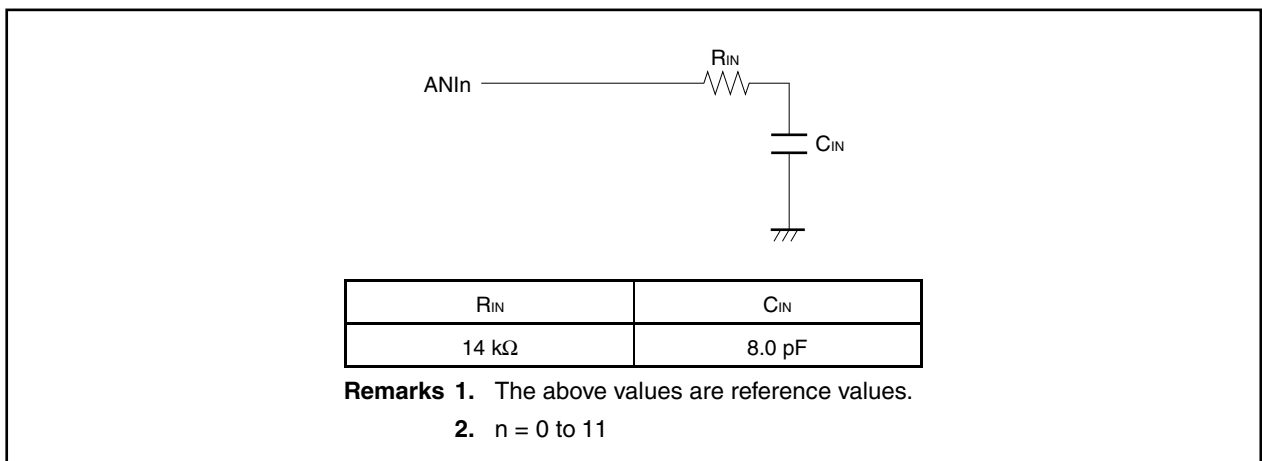 RIN
ANIn
CIN
RIN CIN
14 kΩ 8.0 pF
Remarks 1. The above values are reference values.
2. n = 0 to 11